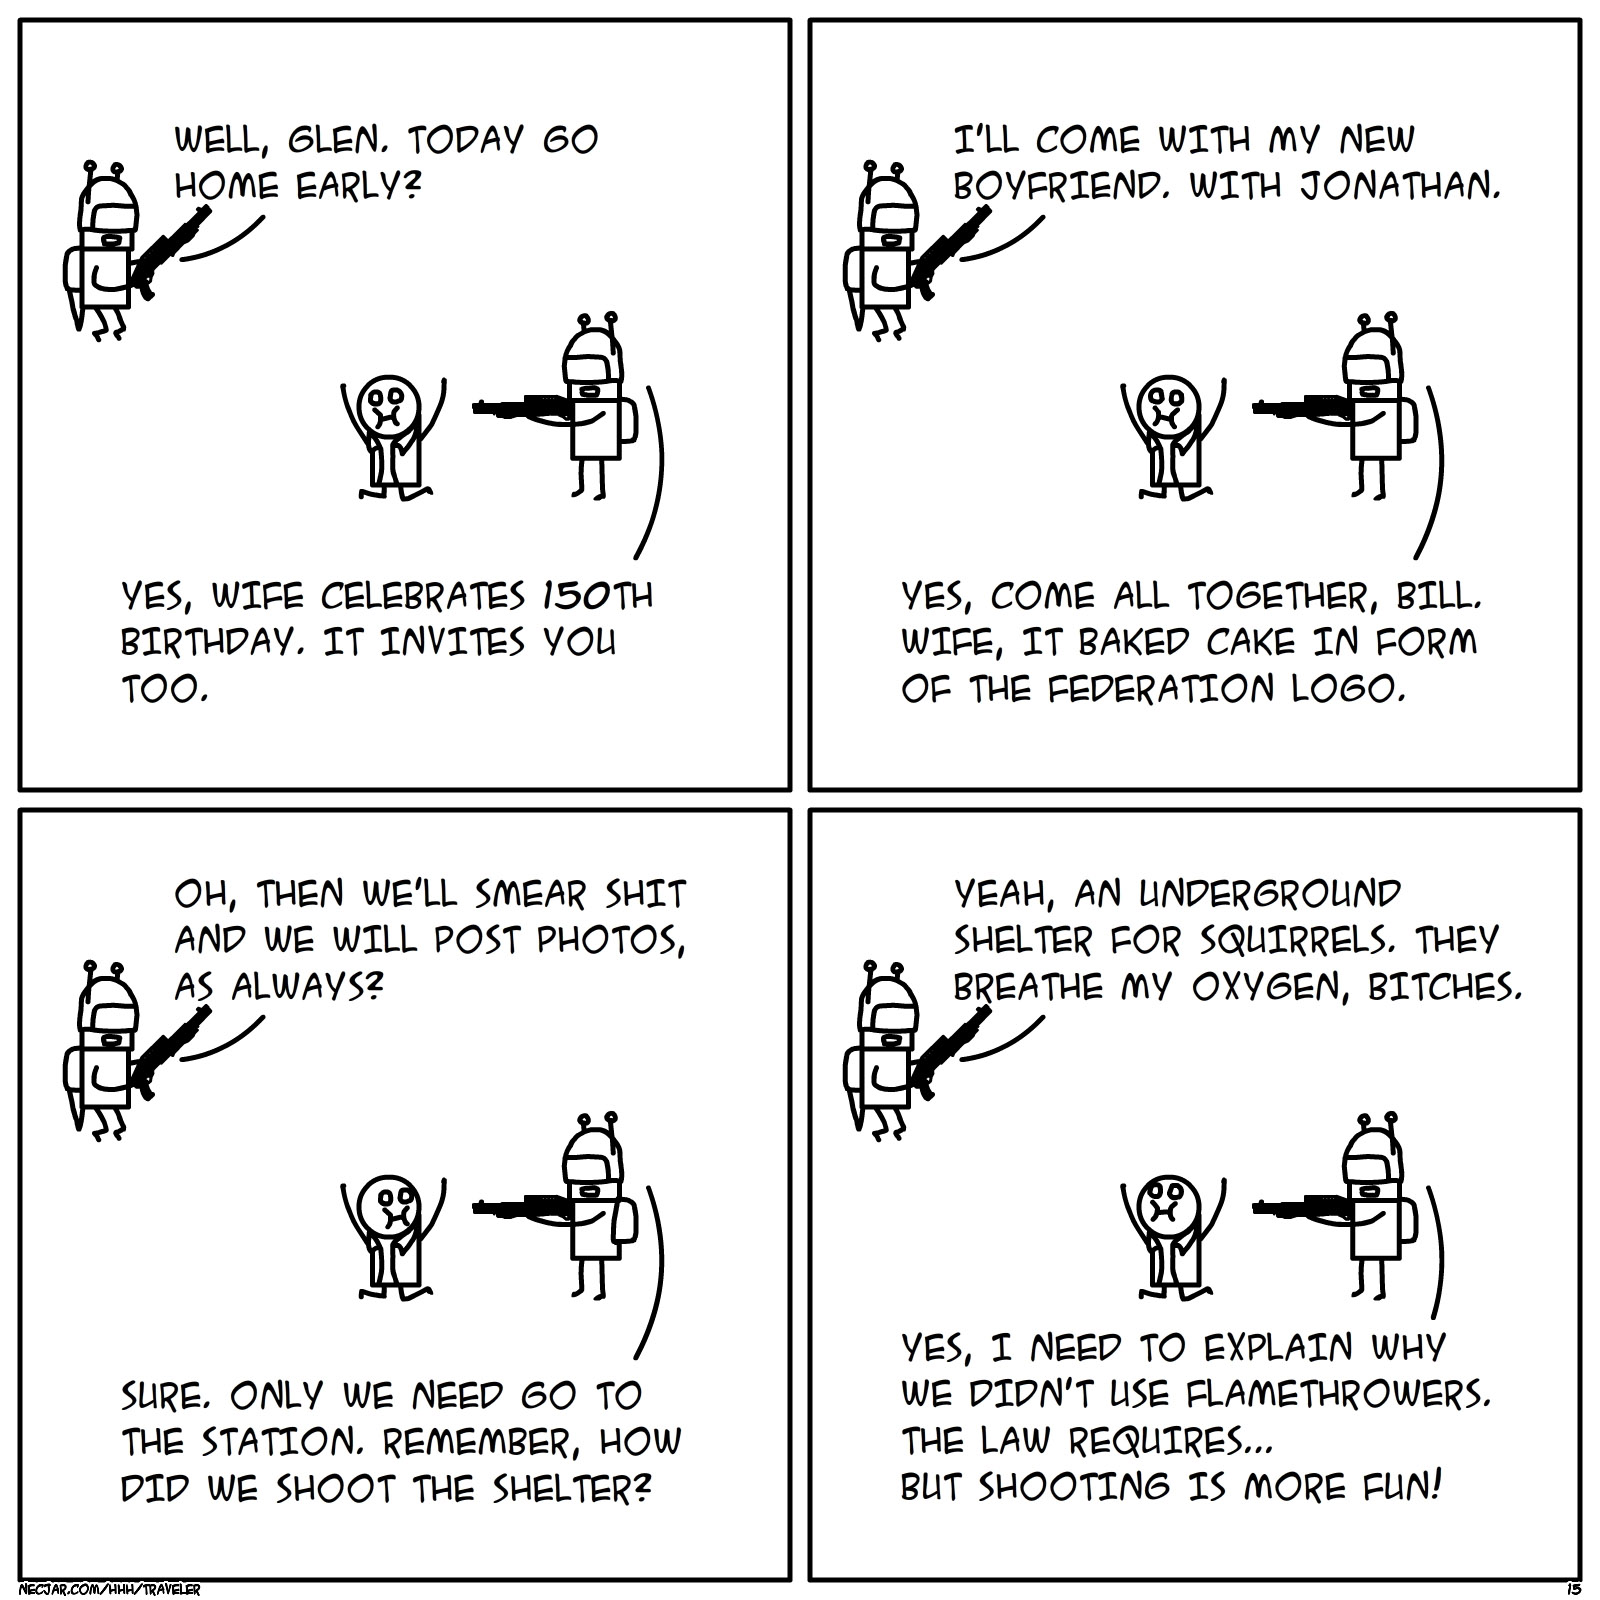 WELL, GLEN. TODAY GO
HOME EARLY?
YES, WIFE CELEBRATES 150TH
BIRTHDAY. IT INVITES YOU
TOO.
I'LL COME WITH MY NEW
BOYFRIEND. WITH JONATHAN.
YES, COME ALL TOGETHER, BILL.
WIFE, IT BAKED CAKE IN FORM
OF THE FEDERATION LOGO.
OH, THEN WE'LL SMEAR SHIT
AND WE WILL POST PHOTOS,
AS ALWAYS?
SURE. ONLY WE NEED GO TO
THE STATION. REMEMBER, HOW
DID WE SHOOT THE SHELTER?
YEAH, AN UNDERGROUND
SHELTER FOR SQUIRRELS. THEY
BREATHE MY OXYGEN, BITCHES.
YES, I NEED TO EXPLAIN WHY
WE DIDN'T USE FLAMETHROWERS.
THE LAW REQUIRES...
BUT SHOOTING IS MORE FUN!
NECJAR.COM/HHH/TRAVELER
15